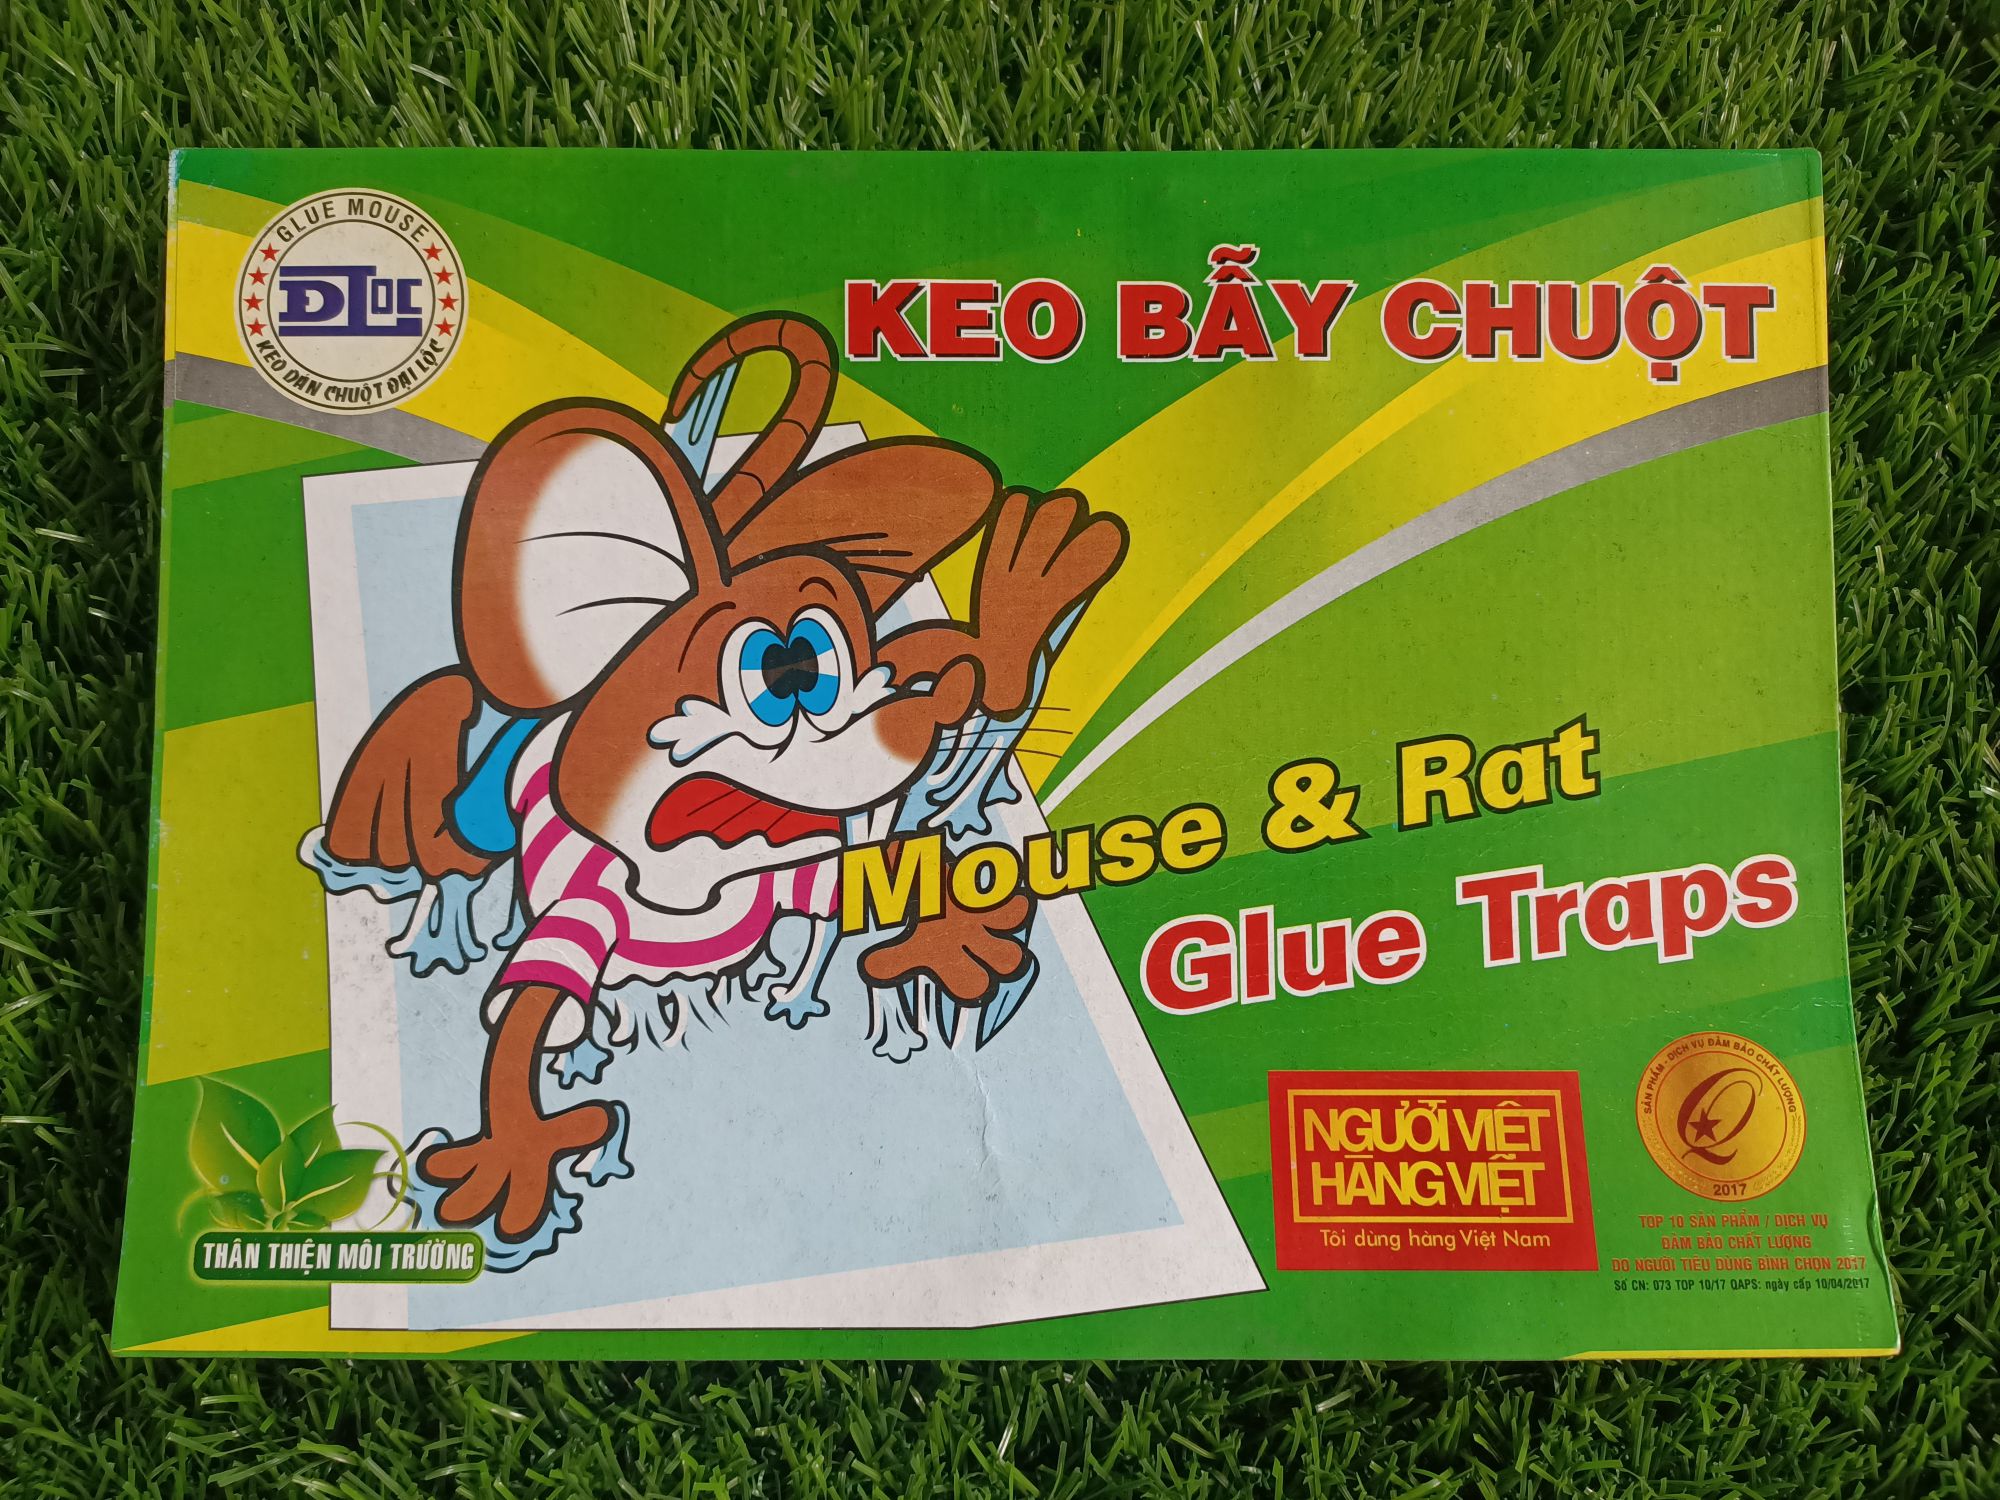 GLUE MOUSE
ĐLOC
KEO DÁN CHUỘT ĐẠI LỘC
KEO BẪY CHUỘT
Mouse & Rat
Glue Traps
THÂN THIỆN MÔI TRƯỜNG
NGƯỜI VIỆT
HÀNG VIỆT
Tôi dùng hàng Việt Nam
SẢN PHẨM - DỊCH VỤ ĐẢM BẢO CHẤT LƯỢNG
Q
2017
TOP 10 SẢN PHẨM / DỊCH VỤ
ĐẢM BẢO CHẤT LƯỢNG
DO NGƯỜI TIÊU DÙNG BÌNH CHỌN 2017
Số CN: 073 TOP 10/17 QAPS: ngày cấp 10/04/2017